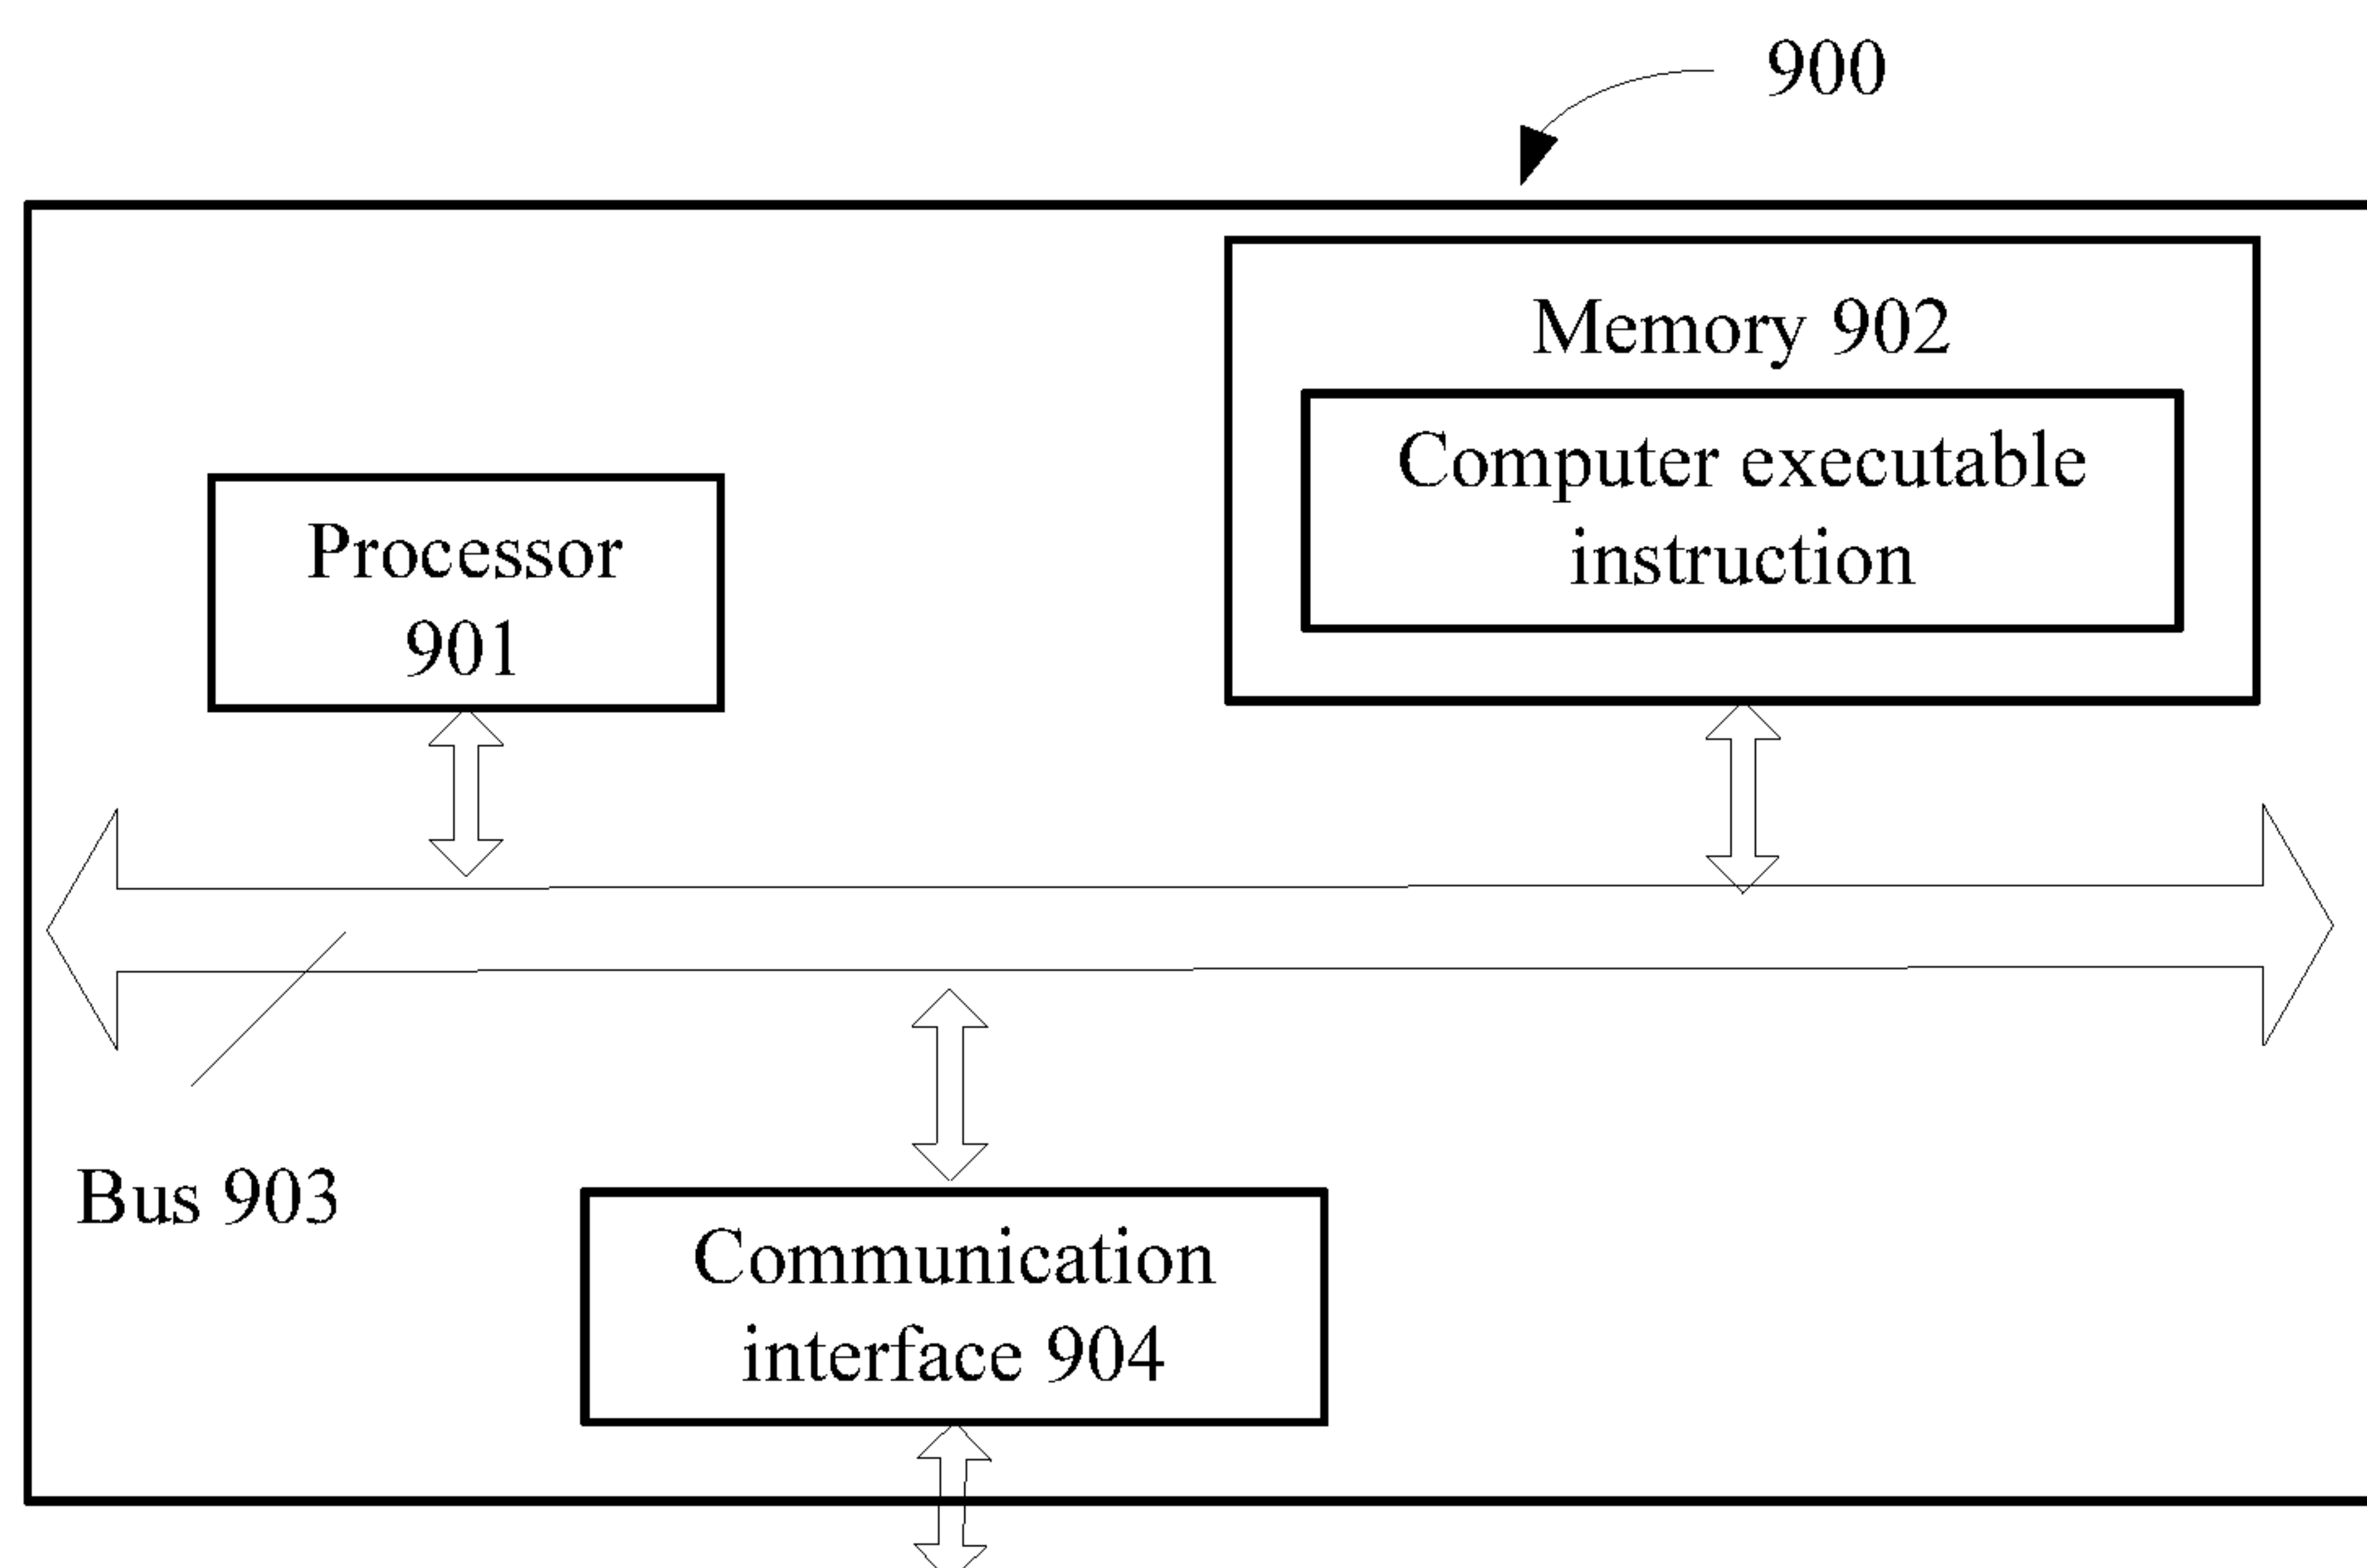 900
Memory 902
Computer executable
instruction
Processor
901
Bus 903
Communication
interface 904